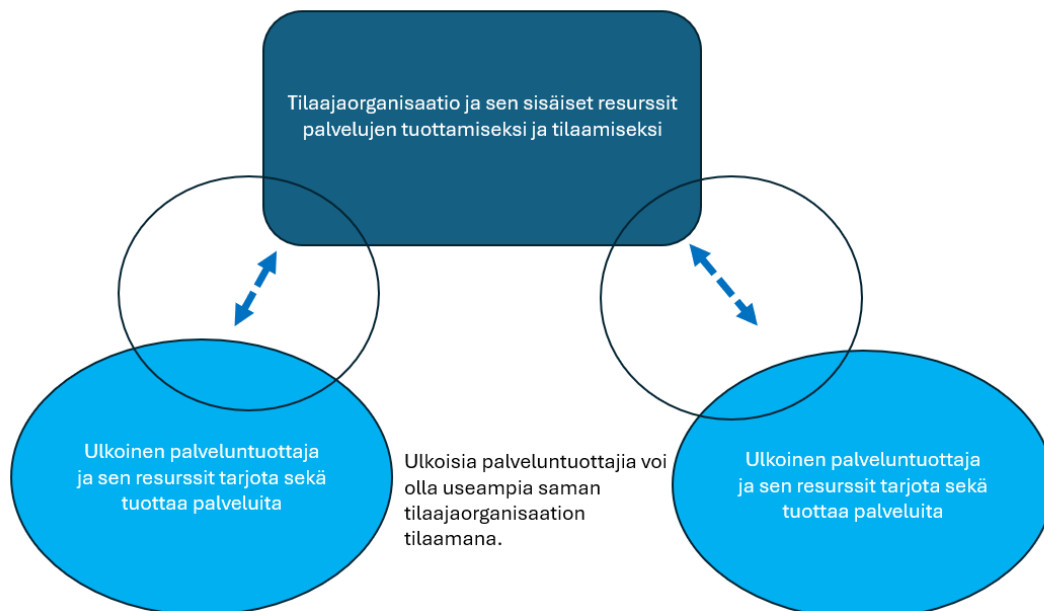 Tilaajaorganisaatio ja sen sisäiset resurssit
palvelujen tuottamiseksi ja tilaamiseksi
Ulkoinen palveluntuottaja
ja sen resurssit tarjota sekä
tuottaa palveluita
Ulkoisia palveluntuottajia voi
olla useampia saman
tilaajaorganisaation
tilaamana.
Ulkoinen palveluntuottaja
ja sen resurssit tarjota sekä
tuottaa palveluita